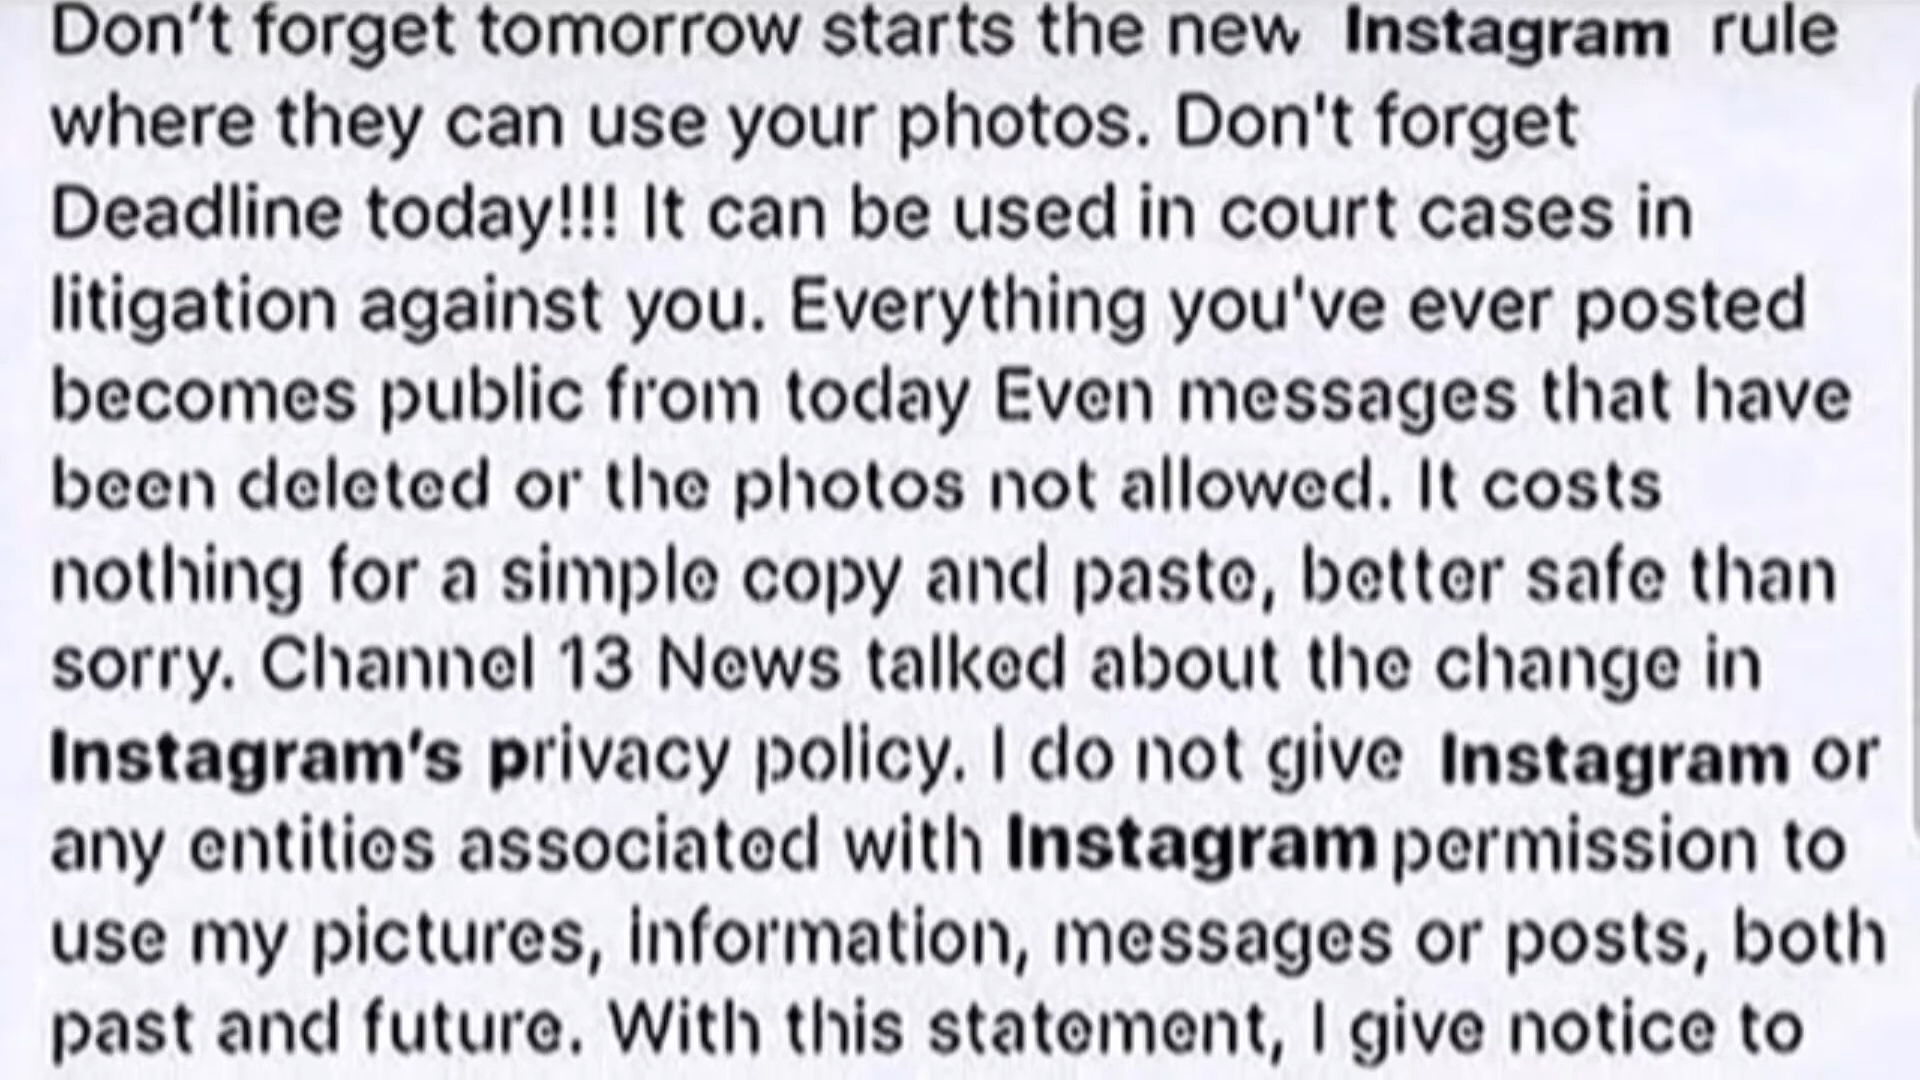 Don’t forget tomorrow starts the new Instagram rule
where they can use your photos. Don't forget
Deadline today!!! It can be used in court cases in
litigation against you. Everything you've ever posted
becomes public from today Even messages that have
been deleted or the photos not allowed. It costs
nothing for a simple copy and paste, better safe than
sorry. Channel 13 News talked about the change in
Instagram’s privacy policy. I do not give Instagram or
any entities associated with Instagram permission to
use my pictures, information, messages or posts, both
past and future. With this statement, I give notice to